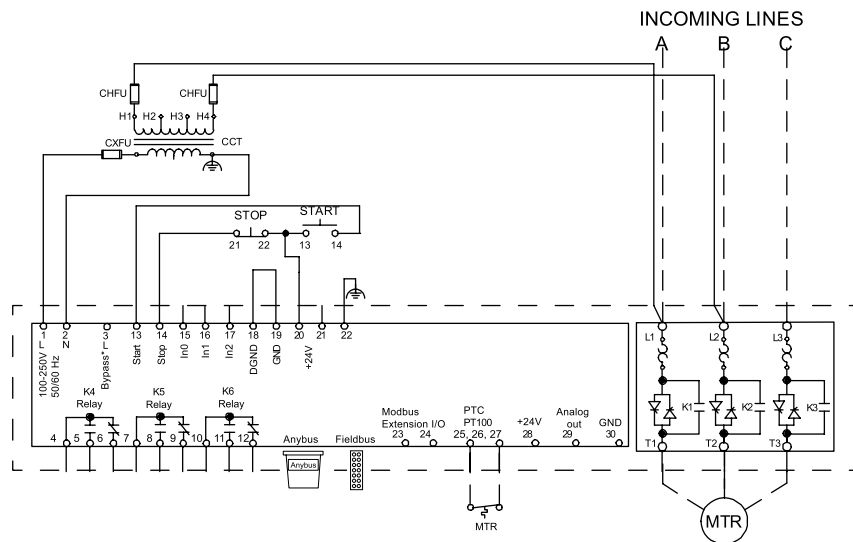 INCOMING LINES
A B C
CHFU CHFU
H1 H2 H3 H4
CXFU CCT
STOP START
21 22 13 14
1 2 3 13 14 15 16 17 18 19 20 21 22
100-250V L
50/60 Hz N
Bypass* L
Start
Stop
In0
In1
In2
DGND
GND
+24V
L1 L2 L3
K1 K2 K3
T1 T2 T3
K4 Relay
K5 Relay
K6 Relay
4 5 6 7 8 9 10 11 12
Anybus Fieldbus
Anybus
Modbus
Extension I/O
23 24
PTC
PT100
25, 26, 27
+24V
28
Analog
out
29
GND
30
MTR
MTR